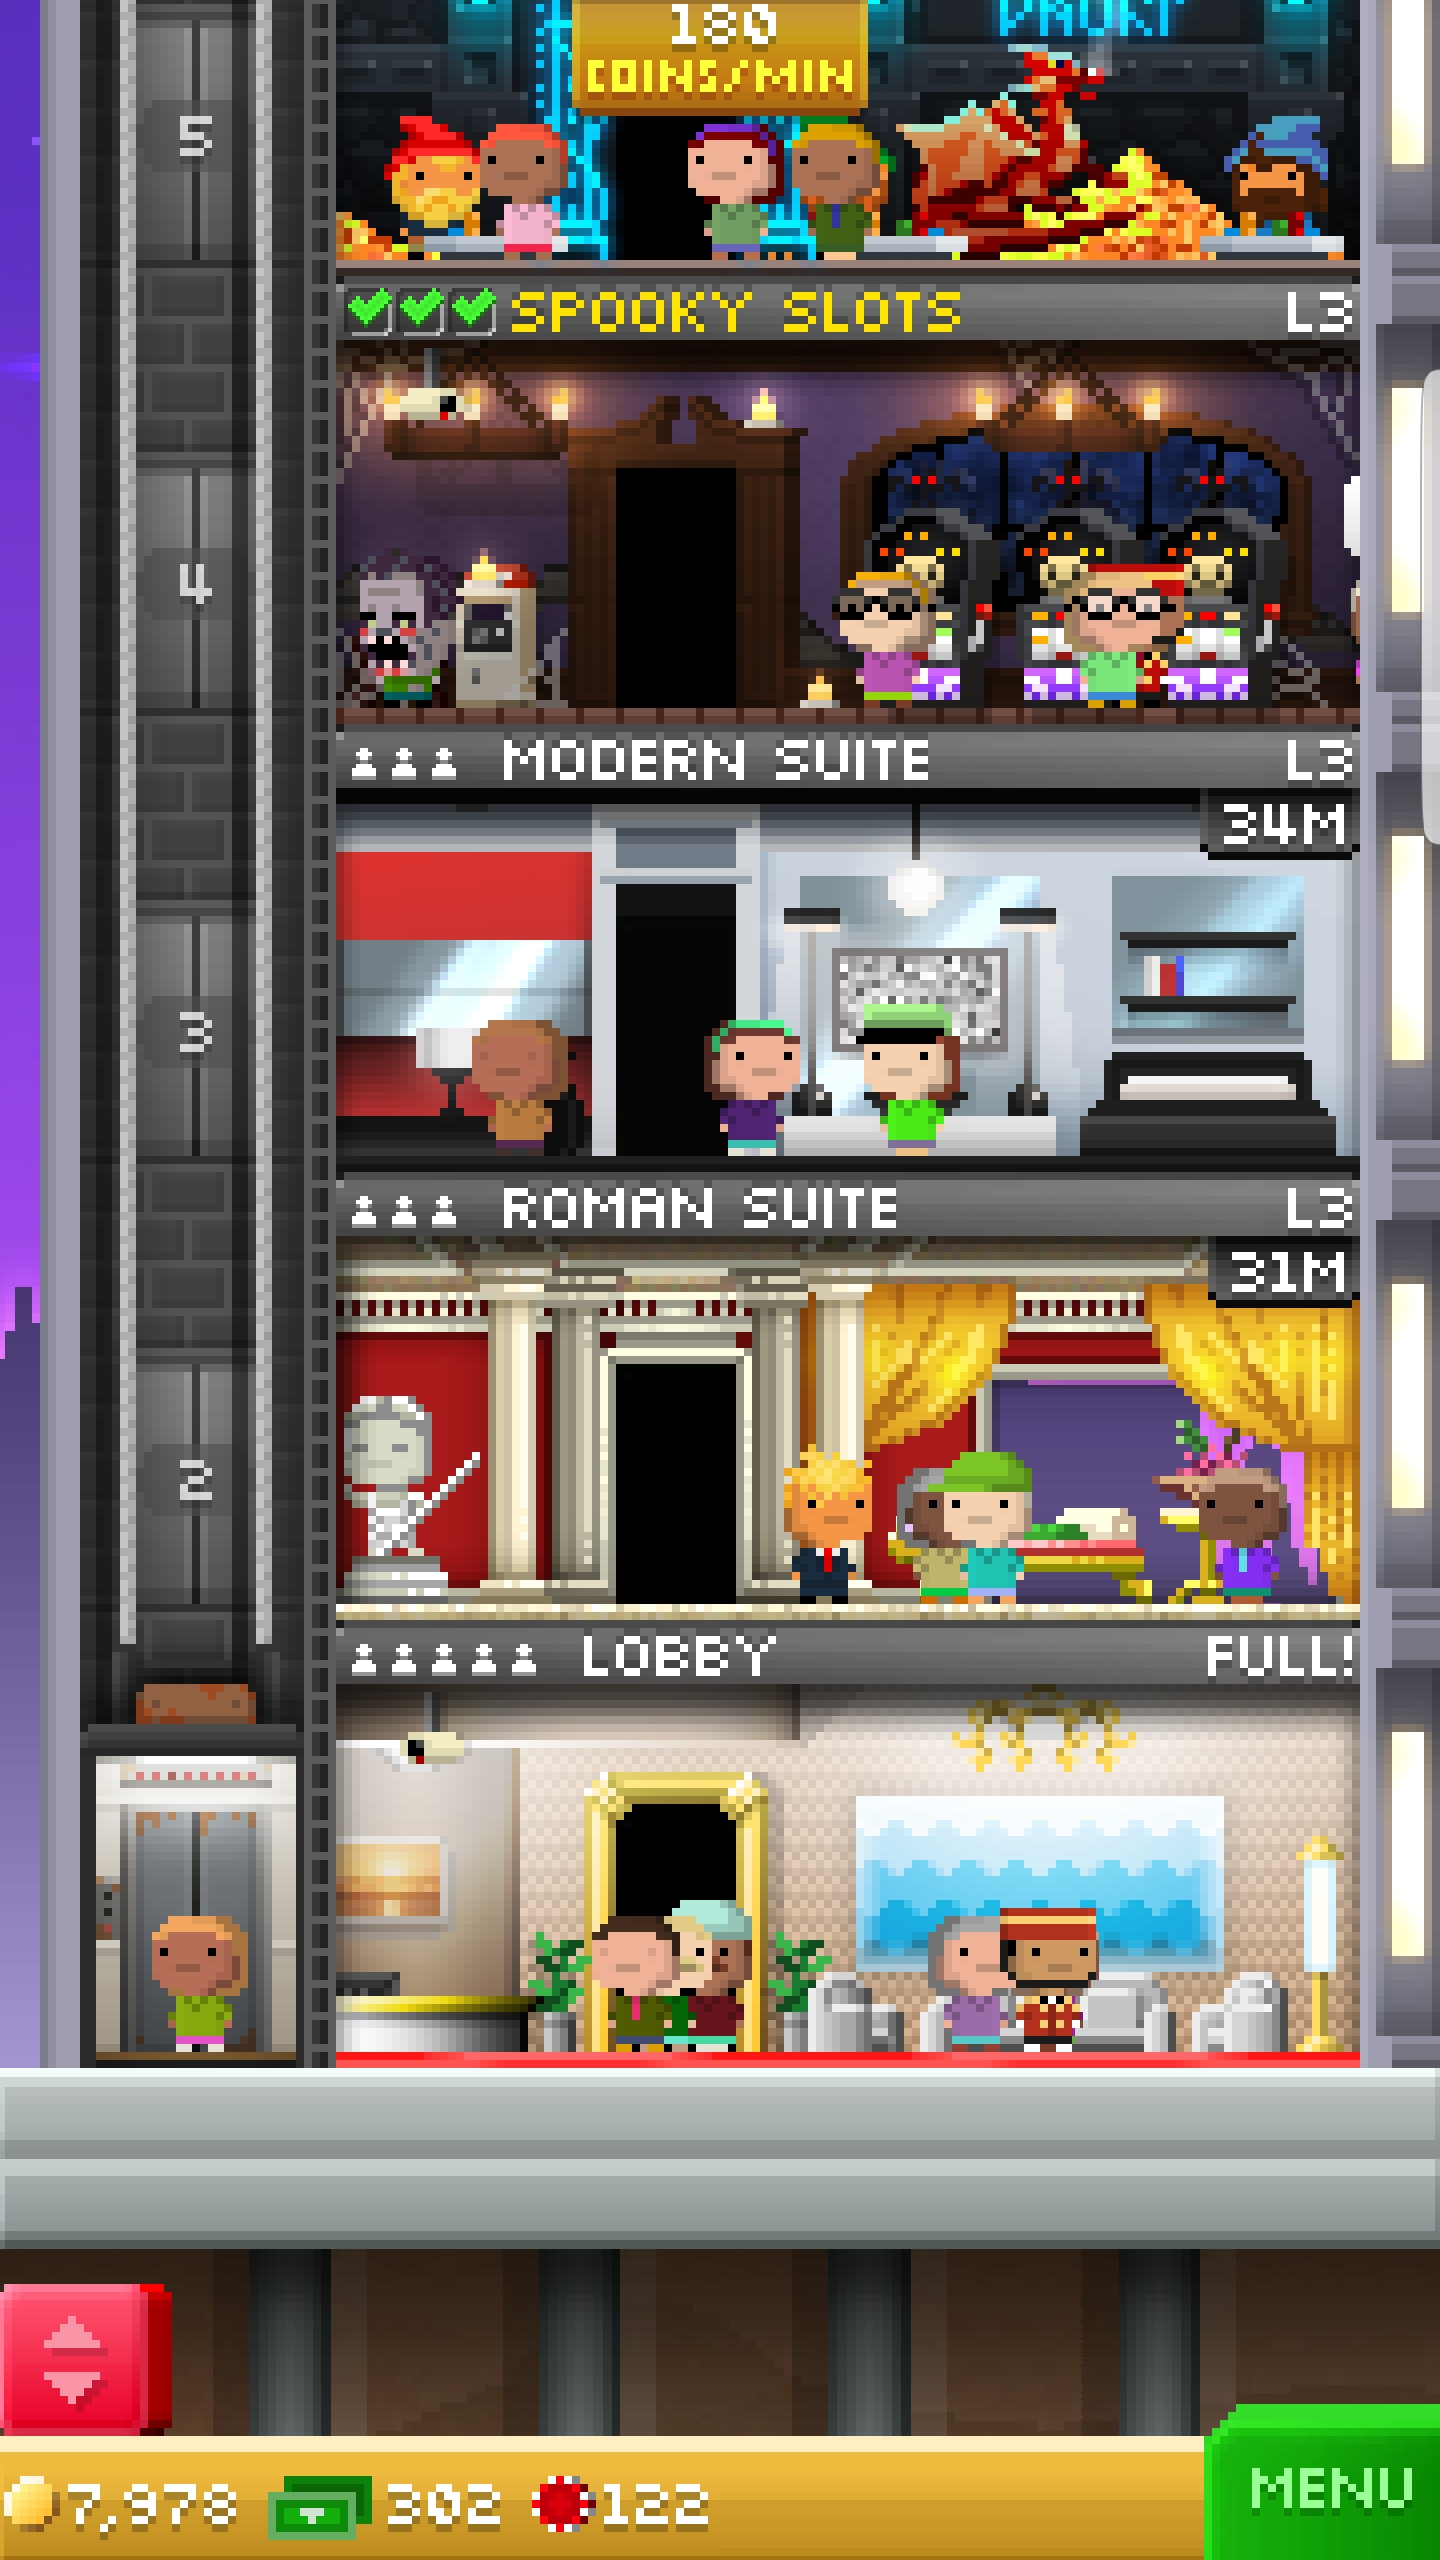 180
COINS/MIN
5
SPOOKY SLOTS L3
4
MODERN SUITE L3
34M
3
ROMAN SUITE L3
31M
2
LOBBY FULL!
MENU
7,978 302 122